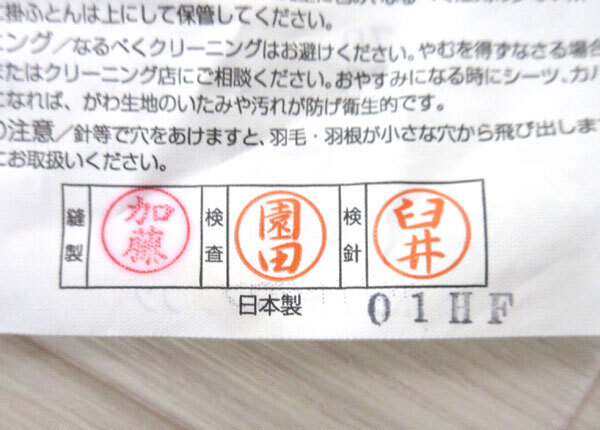 に掛ふとんは上にして保管してください。
ニング／なるべくクリーニングはお避けください。やむを得ずなさる場合
またはクリーニング店にご相談ください。おやすみになる時にシーツ、カバ
になれば、がわ生地のいたみや汚れが防げ衛生的です。
の注意／針等で穴をあけますと、羽毛・羽根が小さな穴から飛び出しま
にお取扱いください。
縫製 加藤 検査 園田 検針 臼井
日本製 01HF